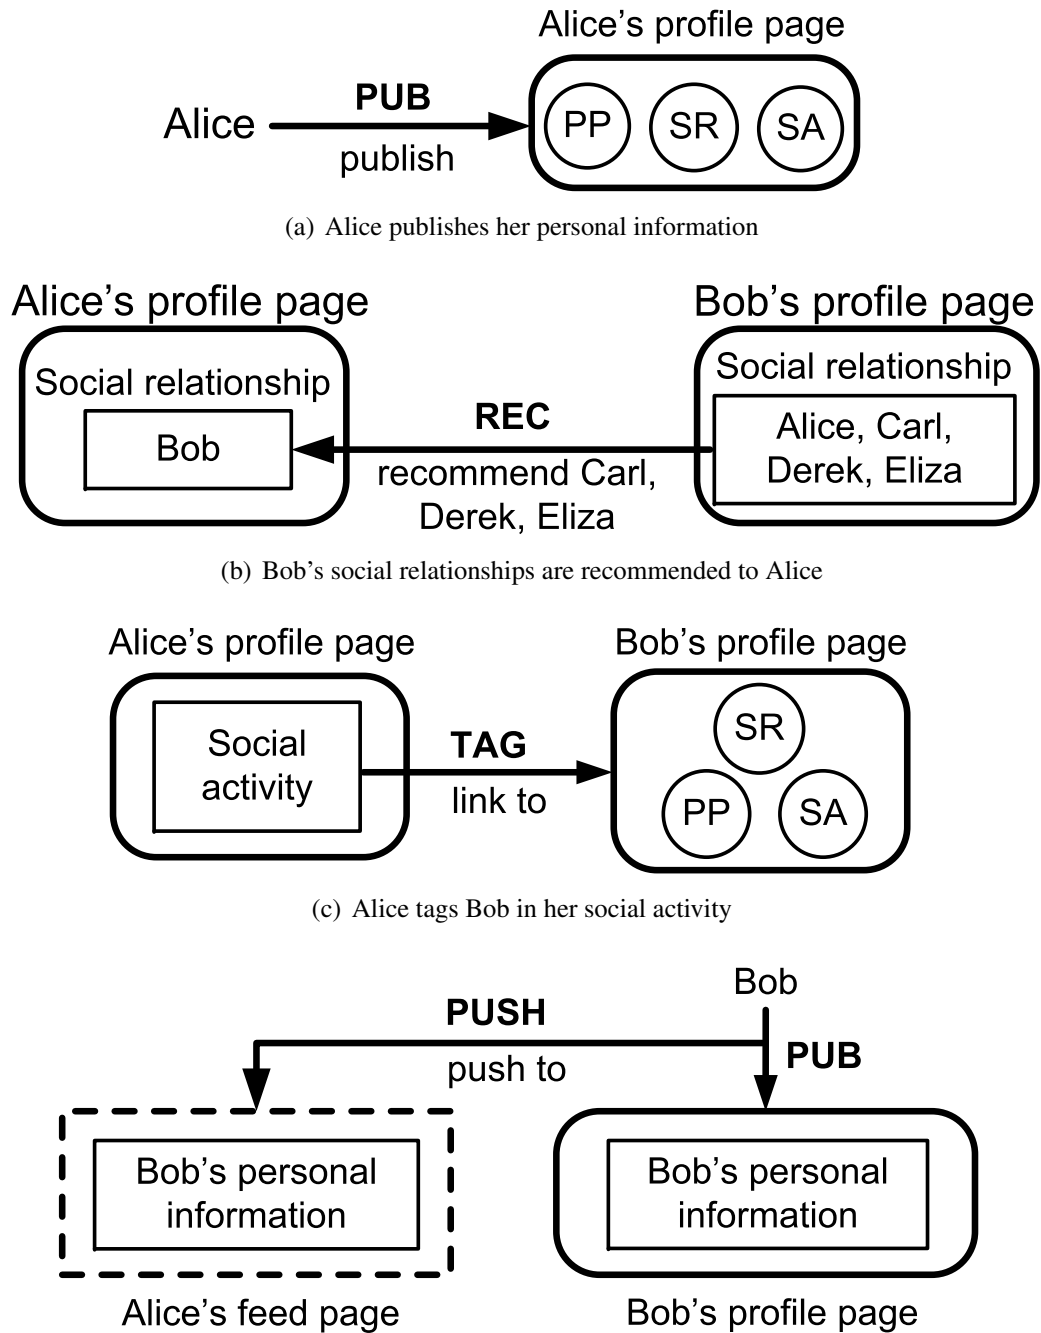 Alice’s profile page
Alice
PUB
publish
PP
SR
SA
(a) Alice publishes her personal information
Alice’s profile page
Social relationship
Bob
REC
recommend Carl,
Derek, Eliza
Bob’s profile page
Social relationship
Alice, Carl,
Derek, Eliza
(b) Bob’s social relationships are recommended to Alice
Alice’s profile page
Social
activity
TAG
link to
Bob’s profile page
SR
PP
SA
(c) Alice tags Bob in her social activity
Bob
PUSH
push to
PUB
Bob’s personal
information
Alice’s feed page
Bob’s personal
information
Bob’s profile page